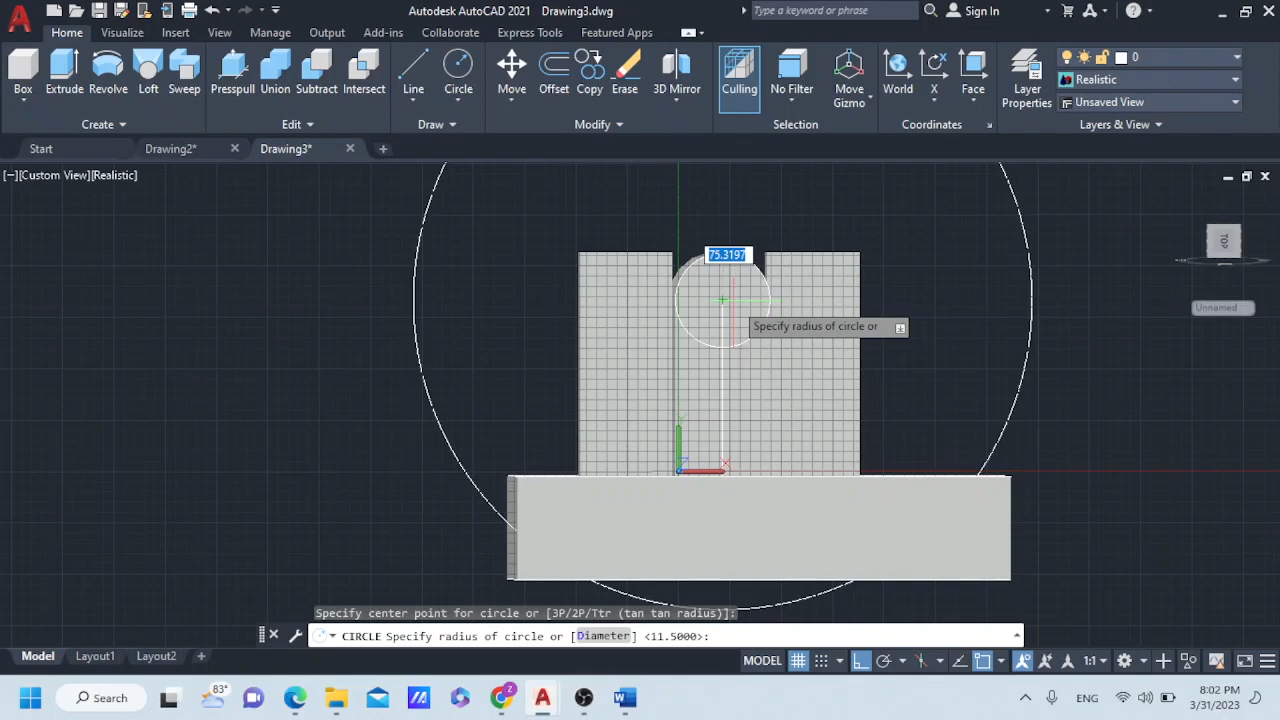 Autodesk AutoCAD 2021 Drawing3.dwg
Type a keyword or phrase
Sign In
Home Visualize Insert View Manage Output Add-ins Collaborate Express Tools Featured Apps
Box Extrude Revolve Loft Sweep
Presspull Union Subtract Intersect
Line Circle
Move Offset Copy Erase 3D Mirror
Culling No Filter Move Gizmo
World X Face
Layer Properties
0
Realistic
Unsaved View
Create Edit Draw Modify Selection Coordinates Layers & View
Start Drawing2* Drawing3*
[−][Custom View][Realistic]
TOP
75.3197
Unnamed
Specify radius of circle or
Y
X
Z
Specify center point for circle or [3P/2P/Ttr (tan tan radius)]:
CIRCLE Specify radius of circle or [Diameter] <11.5000>:
Model Layout1 Layout2
MODEL
1:1
83°
Search
ENG
8:02 PM
3/31/2023